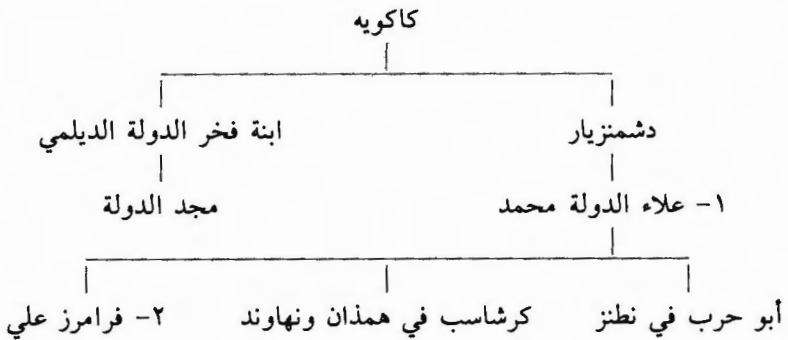 كاكويه
دشمنزيار ابنة فخر الدولة الديلمي
١- علاء الدولة محمد مجد الدولة
أبو حرب في نطنز كرشاسب في همذان ونهاوند ٢- فرامرز علي